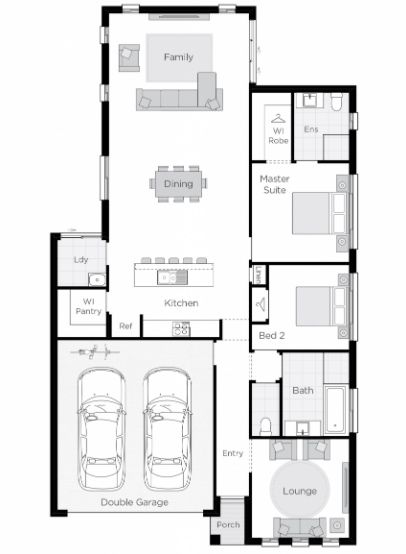 Family
WI
Robe
Ens
Master
Suite
Dining
Ldy
WI
Pantry
Ref
Kitchen
Linen
Bed 2
Bath
Entry
Double Garage
Lounge
Porch